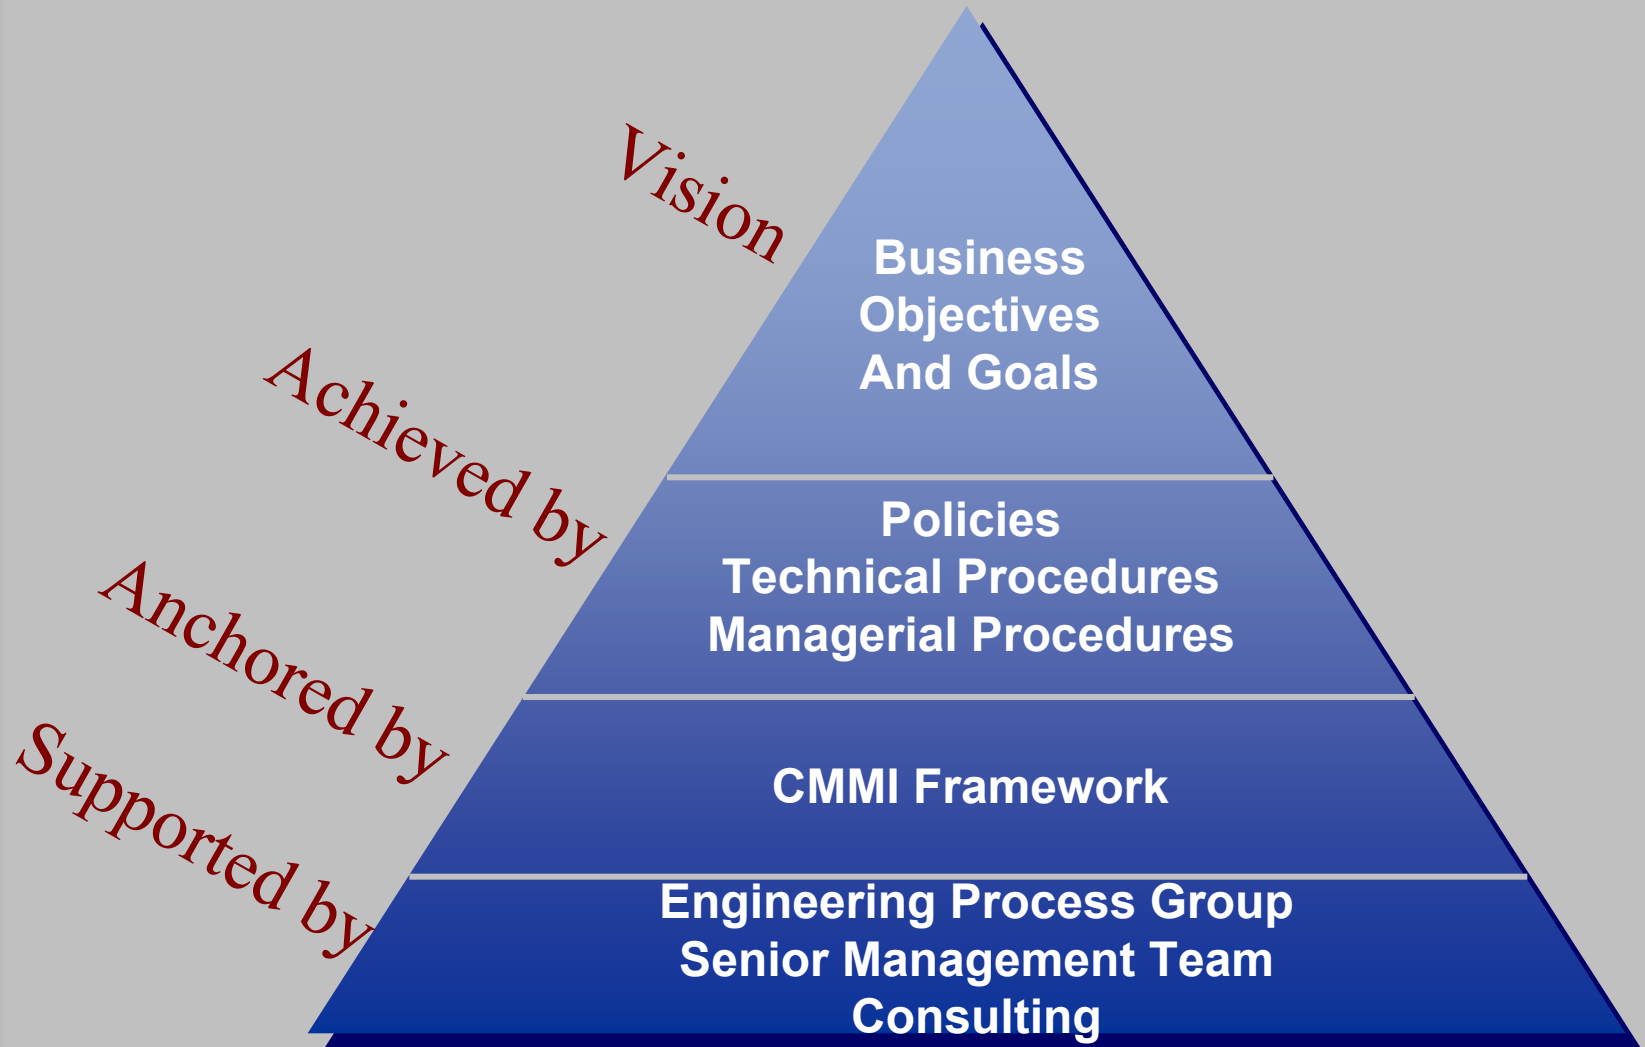 Vision
Business
Objectives
And Goals
Achieved by
Policies
Technical Procedures
Managerial Procedures
Anchored by
CMMI Framework
Supported by
Engineering Process Group
Senior Management Team
Consulting